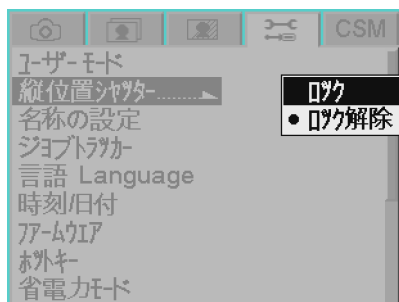 CSM
ユーザーモード
縦位置シャッター.........
ロック
名称の設定
● ロック解除
ジョブトラッカー
言語 Language
時刻/日付
ファームウェア
ホットキー
省電力モード